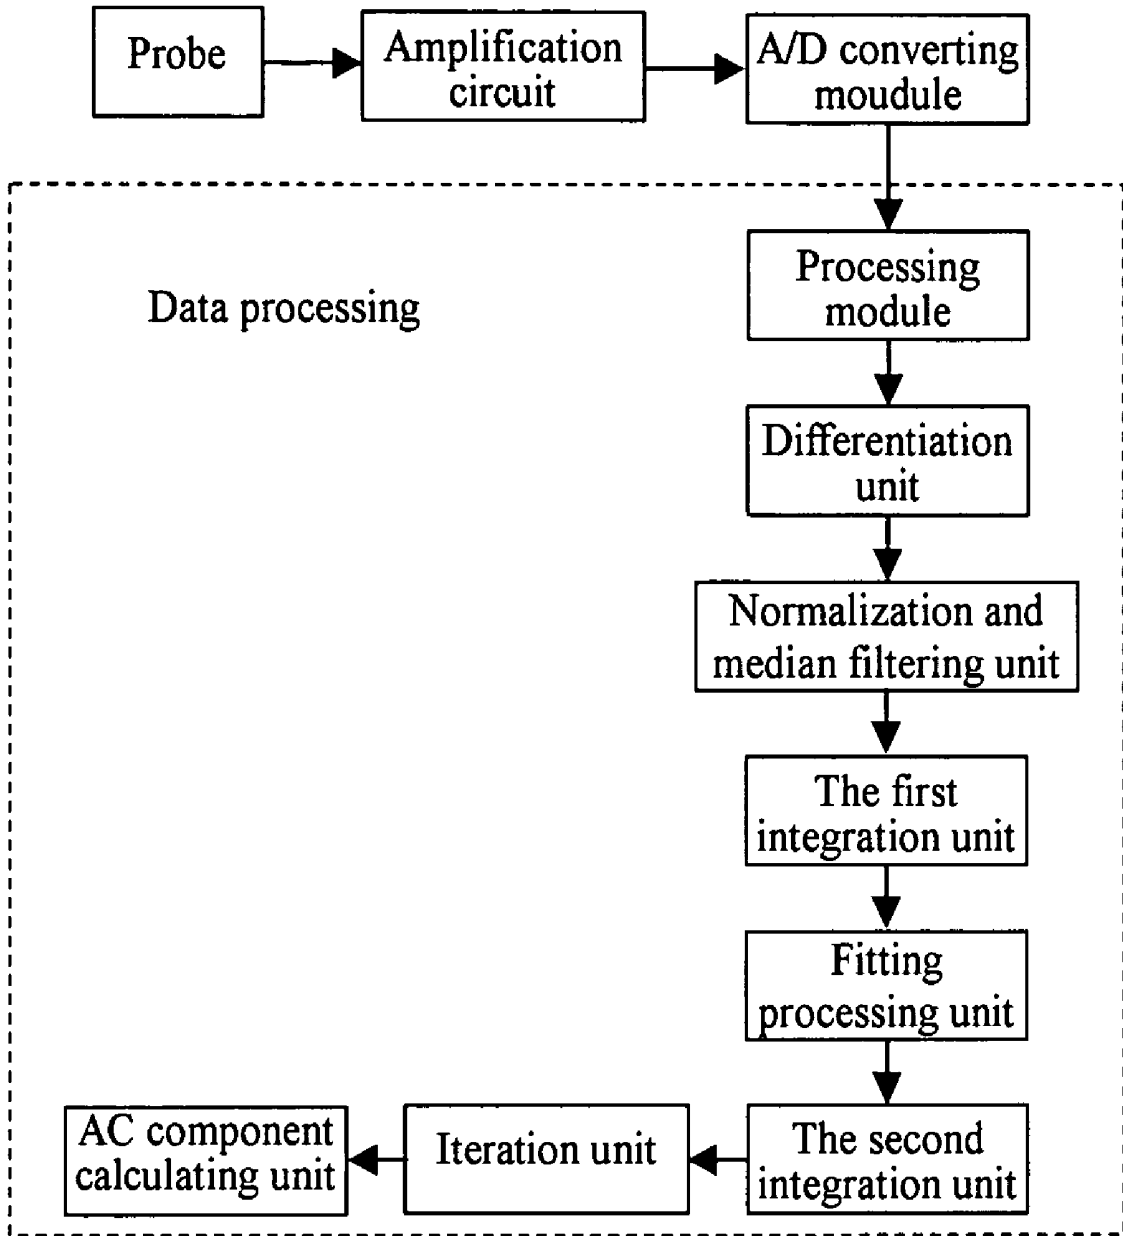 Probe
Amplification
circuit
A/D converting
moudule
Data processing
Processing
module
Differentiation
unit
Normalization and
median filtering unit
The first
integration unit
Fitting
processing unit
The second
integration unit
Iteration unit
AC component
calculating unit